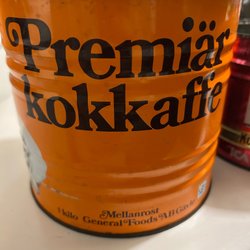 Premiär
kokkaffe
Mellanrost
1 kilo General Foods AB Gävle